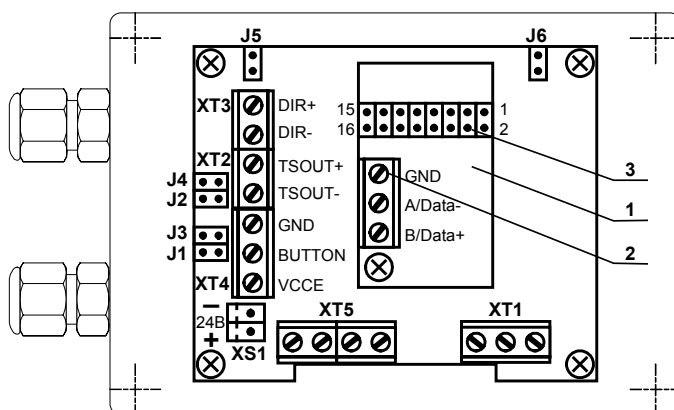 J5
J6
XT3
DIR+
DIR-
15
1
16
2
XT2
TSOUT+
TSOUT-
3
J4
J2
GND
1
A/Data-
J3
GND
B/Data+
2
J1
BUTTON
XT4
VCCE
–
24В
+
XS1
XT5
XT1